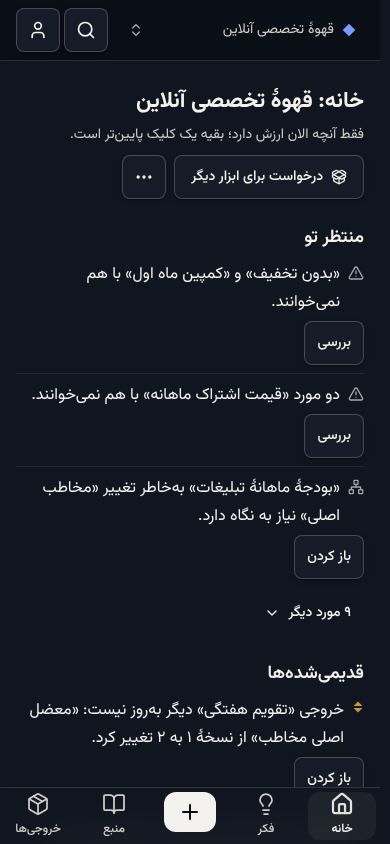 قهوهٔ تخصصی آنلاین
خانه: قهوهٔ تخصصی آنلاین
فقط آنچه الان ارزش دارد؛ بقیه یک کلیک پایین‌تر است.
درخواست برای ابزار دیگر
منتظر تو
«بدون تخفیف» و «کمپین ماه اول» با هم
نمی‌خوانند.
بررسی
دو مورد «قیمت اشتراک ماهانه» با هم نمی‌خوانند.
بررسی
«بودجهٔ ماهانهٔ تبلیغات» به‌خاطر تغییر «مخاطب
اصلی» نیاز به نگاه دارد.
باز کردن
۹ مورد دیگر
قدیمی‌شده‌ها
خروجی «تقویم هفتگی» دیگر به‌روز نیست: «معضل
اصلی مخاطب» از نسخهٔ ۱ به ۲ تغییر کرد.
باز کردن
خانه
فکر
منبع
خروجی‌ها